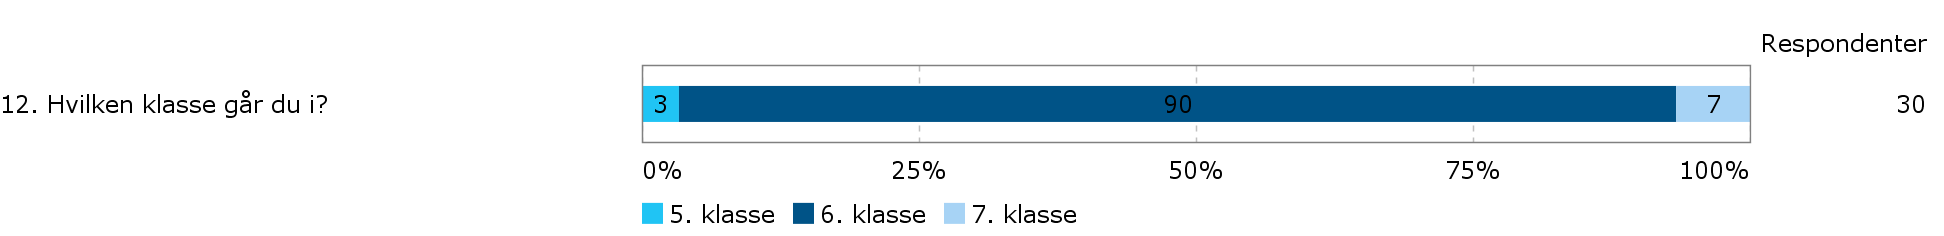 Respondenter
12. Hvilken klasse går du i? 3 90 7 30
0% 25% 50% 75% 100%
5. klasse 6. klasse 7. klasse